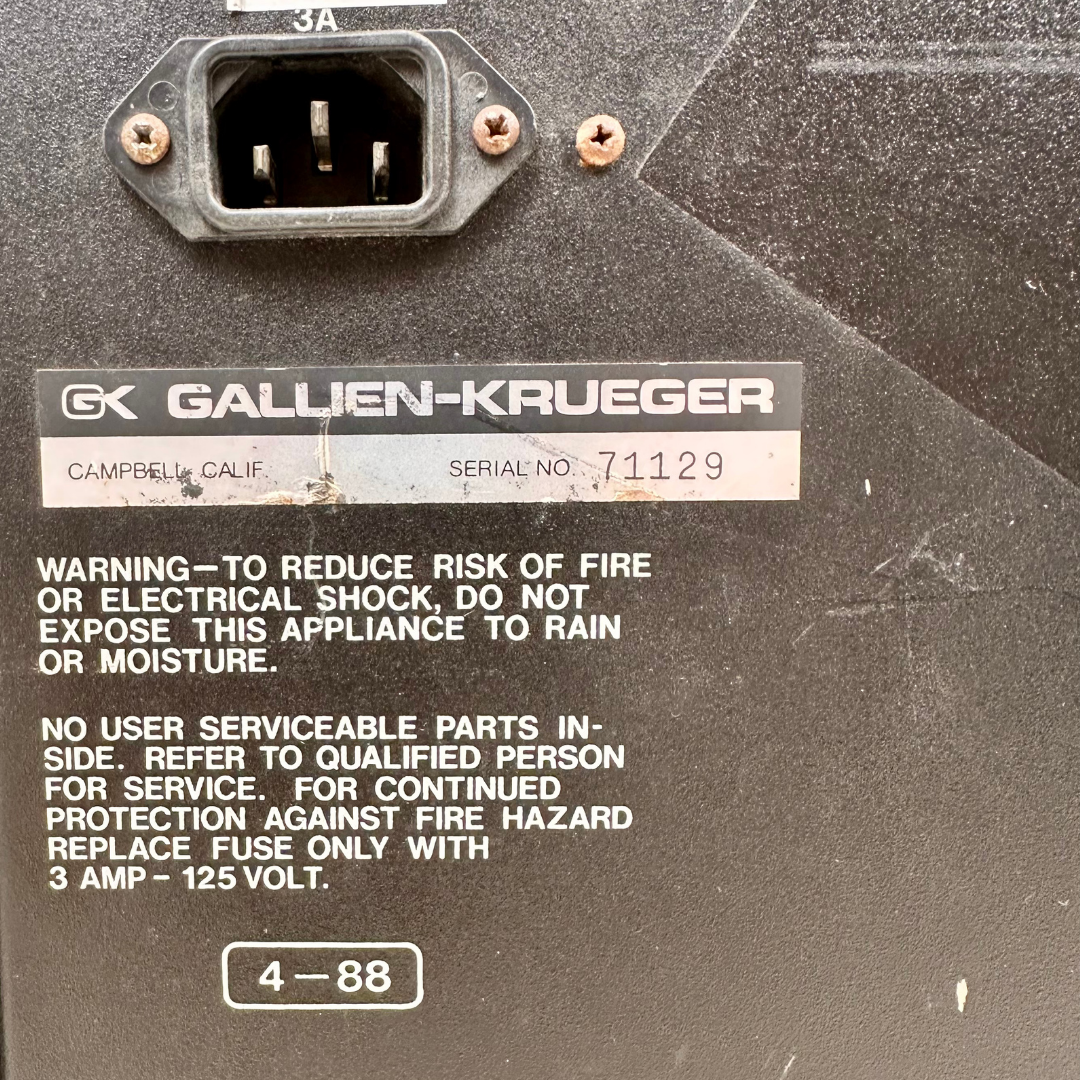 3A
GK GALLIEN-KRUEGER
CAMPBELL, CALIF. SERIAL NO. 71129
WARNING—TO REDUCE RISK OF FIRE
OR ELECTRICAL SHOCK, DO NOT
EXPOSE THIS APPLIANCE TO RAIN
OR MOISTURE.
NO USER SERVICEABLE PARTS IN-
SIDE. REFER TO QUALIFIED PERSON
FOR SERVICE. FOR CONTINUED
PROTECTION AGAINST FIRE HAZARD
REPLACE FUSE ONLY WITH
3 AMP – 125 VOLT.
4—88